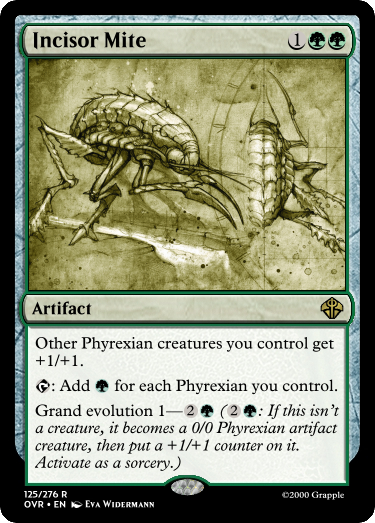 Incisor Mite 1
Artifact
Other Phyrexian creatures you control get
+1/+1.
: Add for each Phyrexian you control.
Grand evolution 1—2 (2: If this isn't
a creature, it becomes a 0/0 Phyrexian artifact
creature, then put a +1/+1 counter on it.
Activate as a sorcery.)
125/276 R
OVR • EN Eva Widermann
©2000 Grapple